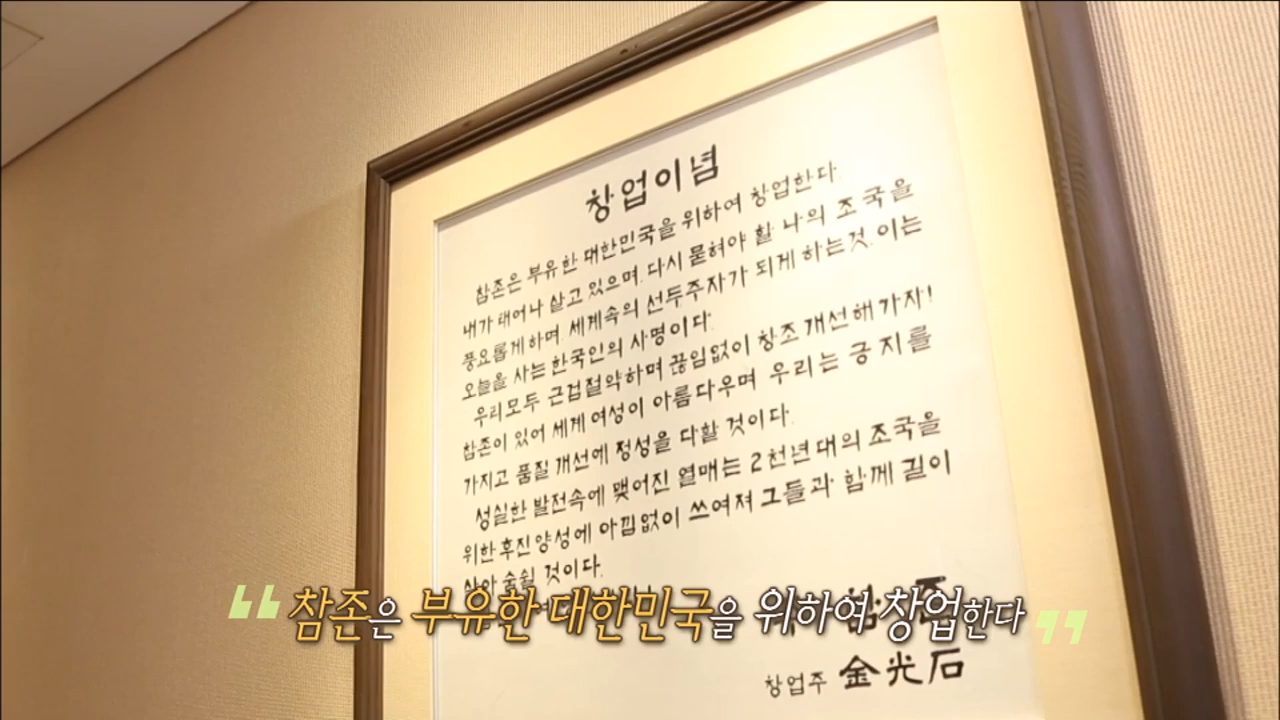 창업이념
참존은 부유한 대한민국을 위하여 창업한다.
내가 태어나 살고 있으며. 다시 묻혀야 할 나의 조국을
풍요롭게하며. 세계속의 선두주자가 되게 하는것. 이는
오늘을 사는 한국인의 사명이다.
우리모두 근검절약하며 끊임없이 창조개선해가자!
참존이 있어 세계여성이 아름다우며 우리는 긍지를
가지고 품질개선에 정성을 다할 것이다.
성실한 발전속에 맺어진 열매는 2천년대의 조국을
위한 후진양성에 아낌없이 쓰여져 그들과 함께 길이
살아 숨쉴 것이다.
“참존은 부유한 대한민국을 위하여 창업한다”
창업주 金光石